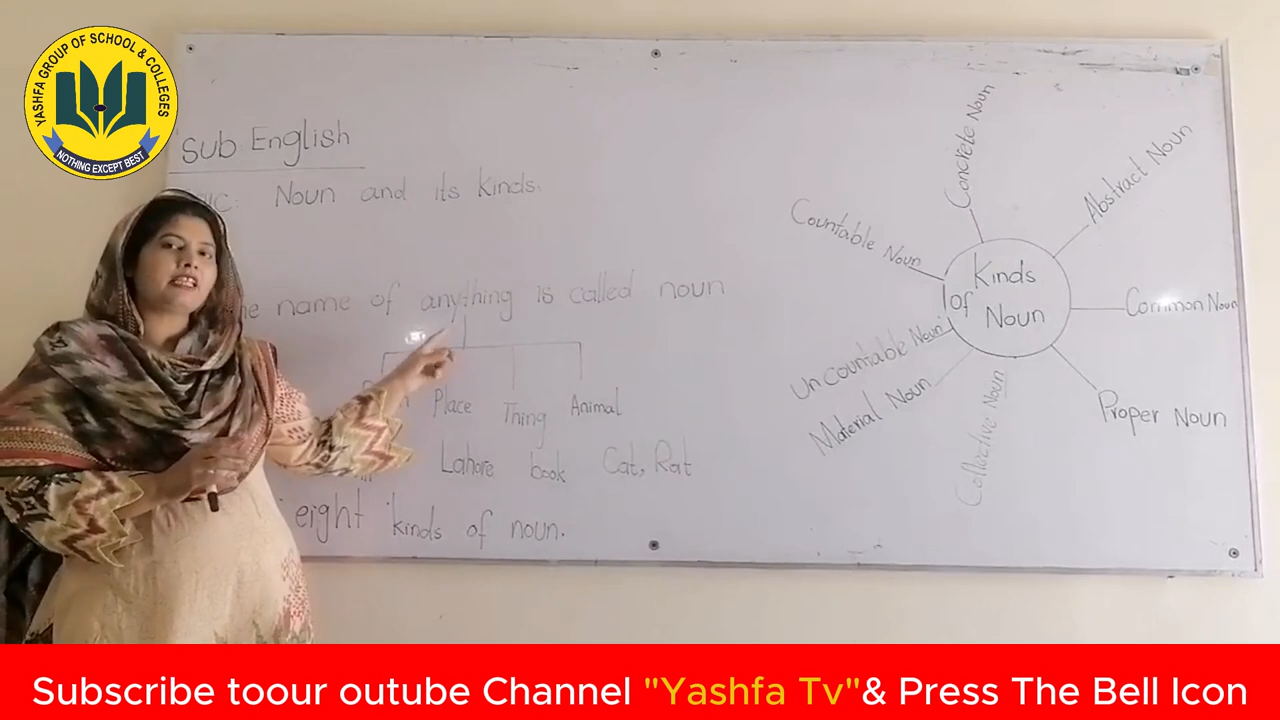 YASHFA GROUP OF SCHOOL & COLLEGES
NOTHING EXCEPT BEST
Sub English
Noun and its Kinds.
name of anything is called noun
Place Thing Animal
Lahore book Cat, Rat
eight kinds of noun.
Kinds
of
Noun
Concrete Noun
Abstract Noun
Common Noun
Proper Noun
Collective Noun
Material Noun
Uncountable Noun
Countable Noun
Subscribe toour outube Channel "Yashfa Tv"& Press The Bell Icon